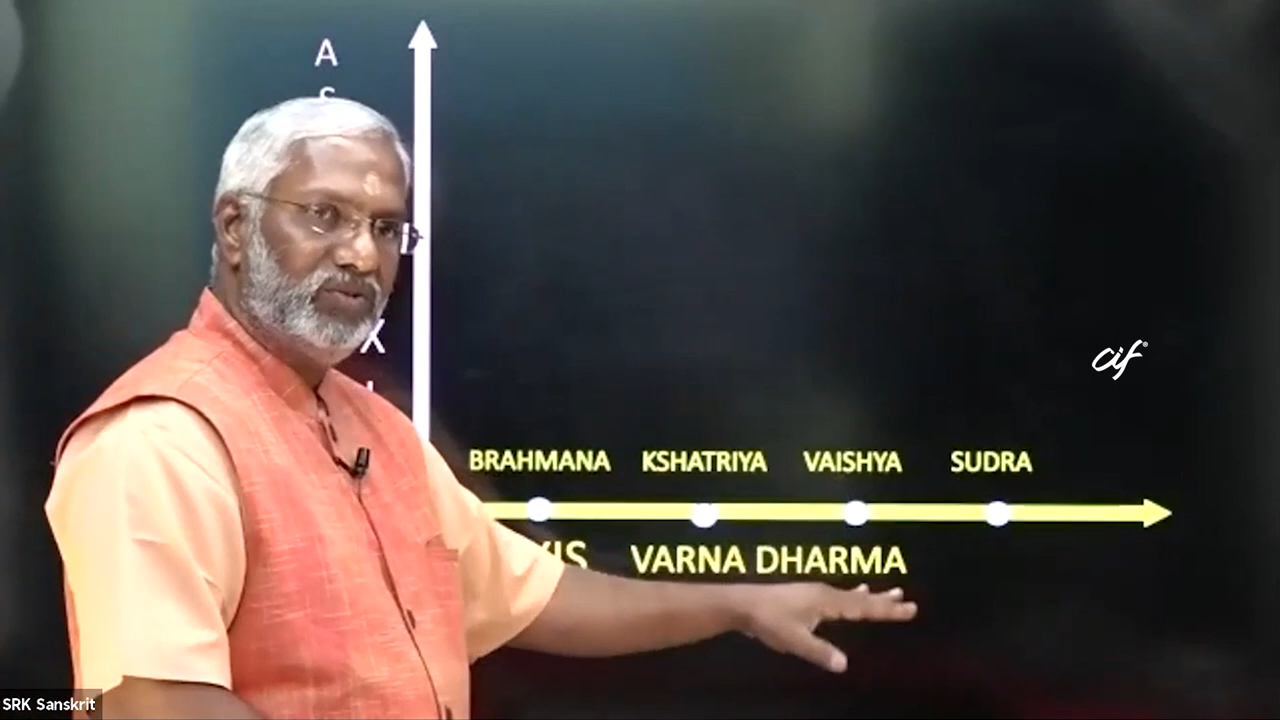 A
S
X
BRAHMANA KSHATRIYA VAISHYA SUDRA
VARNA DHARMA
cif
SRK Sanskrit